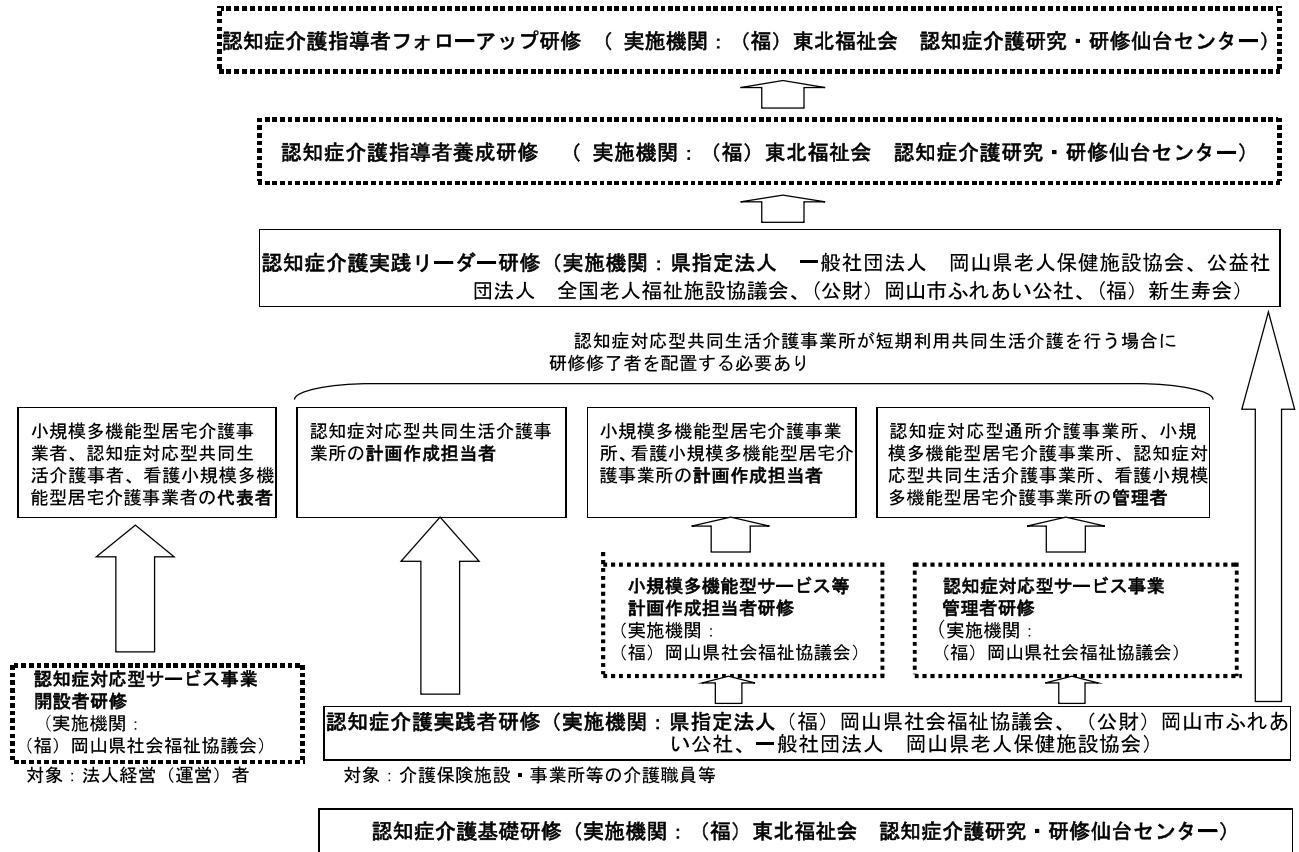 認知症介護指導者フォローアップ研修 （ 実施機関：（福）東北福祉会 認知症介護研究・研修仙台センター）
認知症介護指導者養成研修 （ 実施機関：（福）東北福祉会 認知症介護研究・研修仙台センター）
認知症介護実践リーダー研修（実施機関：県指定法人 一般社団法人 岡山県老人保健施設協会、公益社
団法人 全国老人福祉施設協議会、（公財）岡山市ふれあい公社、（福）新生寿会）
認知症対応型共同生活介護事業所が短期利用共同生活介護を行う場合に
研修修了者を配置する必要あり
小規模多機能型居宅介護事
業者、認知症対応型共同生
活介護事者、看護小規模多機
能型居宅介護事業者の代表者
認知症対応型共同生活介護事
業所の計画作成担当者
小規模多機能型居宅介護事業
所、看護小規模多機能型居宅介
護事業所の計画作成担当者
認知症対応型通所介護事業所、小規
模多機能型居宅介護事業所、認知症対
応型共同生活介護事業所、看護小規模
多機能型居宅介護事業所の管理者
小規模多機能型サービス等
計画作成担当者研修
（実施機関：
（福）岡山県社会福祉協議会）
認知症対応型サービス事業
管理者研修
（実施機関：
（福）岡山県社会福祉協議会）
認知症対応型サービス事業
開設者研修
（実施機関：
（福）岡山県社会福祉協議会）
対象：法人経営（運営）者
認知症介護実践者研修（実施機関：県指定法人（福）岡山県社会福祉協議会、（公財）岡山市ふれあ
い公社、一般社団法人 岡山県老人保健施設協会）
対象：介護保険施設・事業所等の介護職員等
認知症介護基礎研修（実施機関：（福）東北福祉会 認知症介護研究・研修仙台センター）